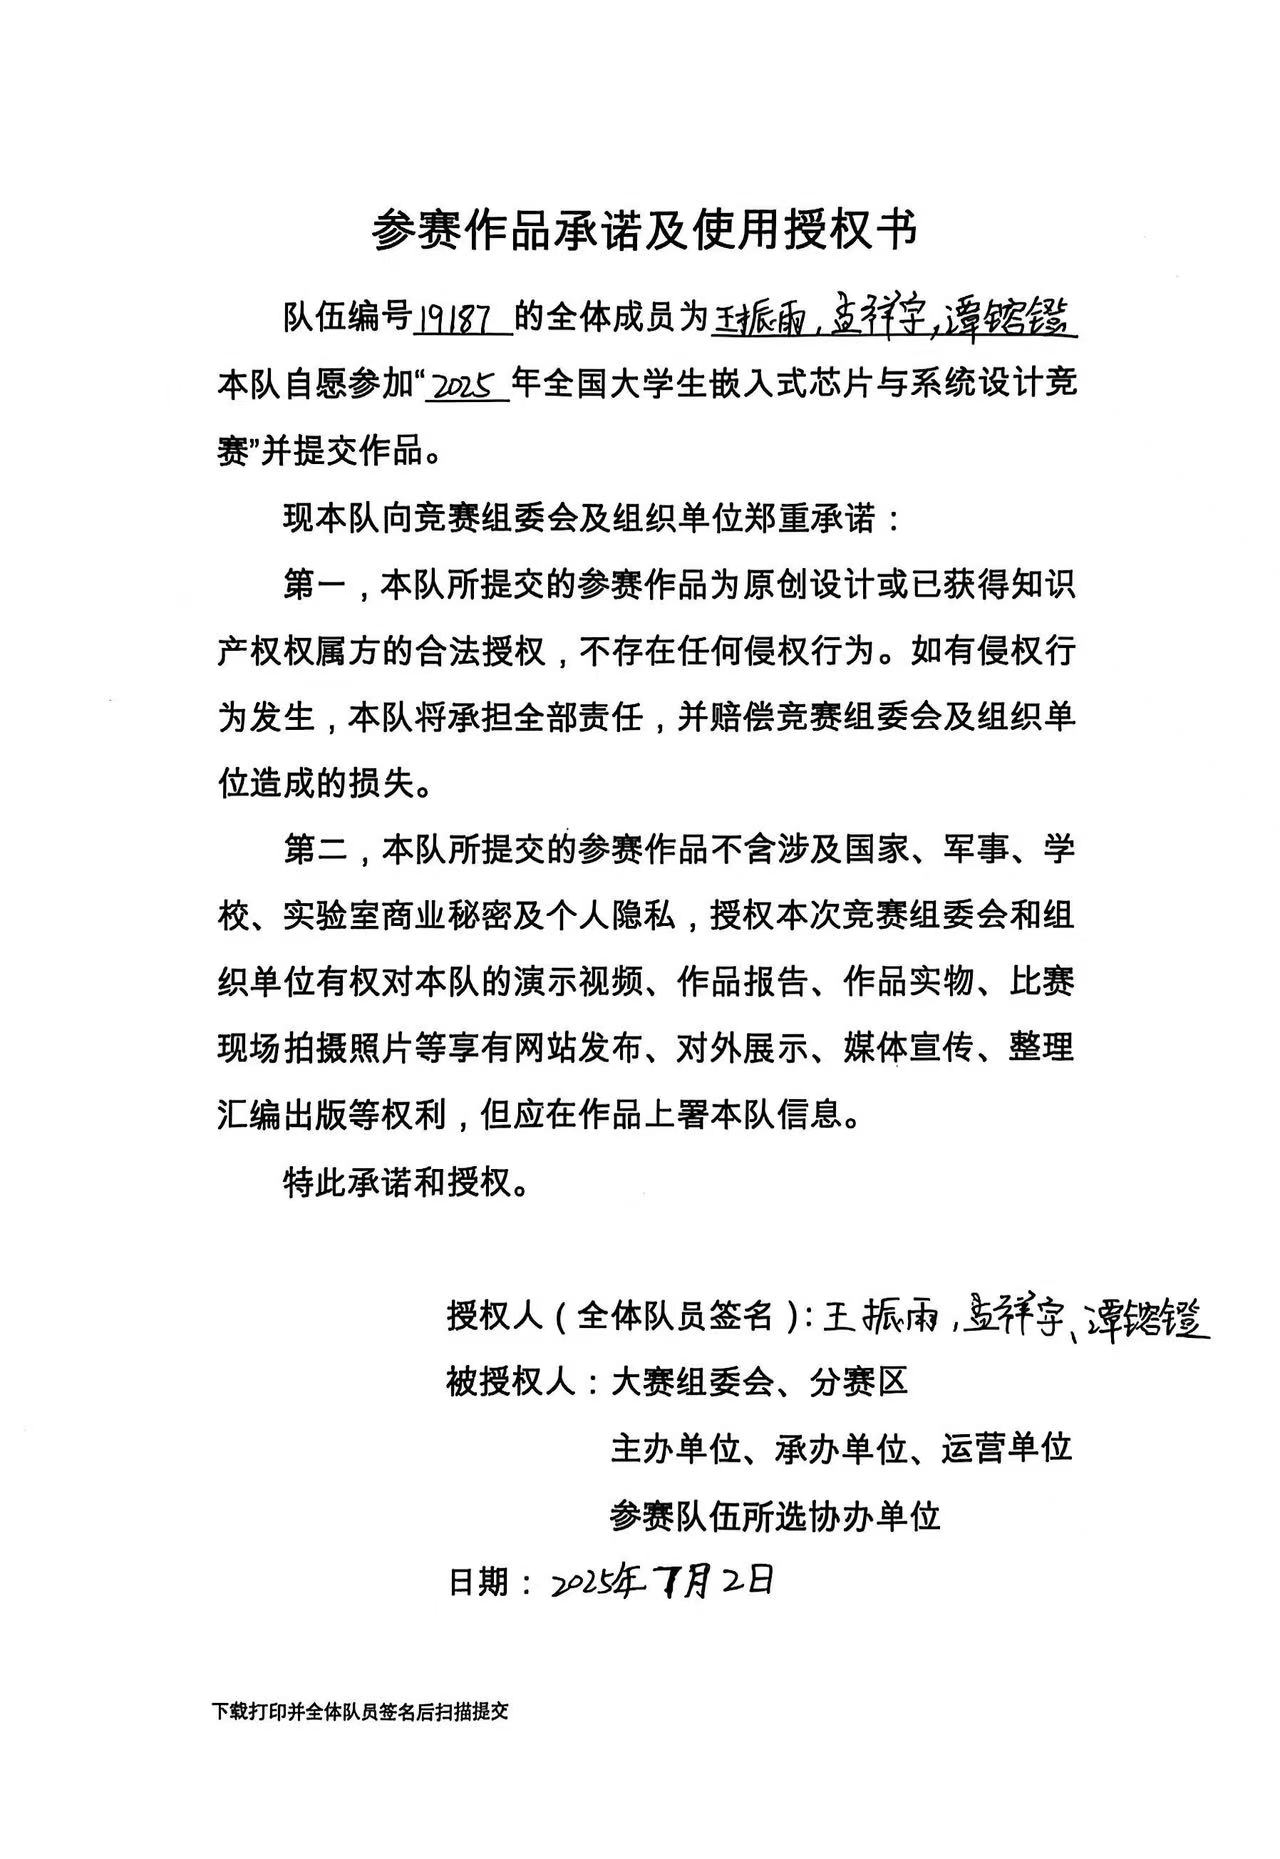 参赛作品承诺及使用授权书
队伍编号19187的全体成员为王振雨，孟祥宇，谭镕镫
本队自愿参加“2025年全国大学生嵌入式芯片与系统设计竞
赛”并提交作品。
现本队向竞赛组委会及组织单位郑重承诺：
第一，本队所提交的参赛作品为原创设计或已获得知识
产权权属方的合法授权，不存在任何侵权行为。如有侵权行
为发生，本队将承担全部责任，并赔偿竞赛组委会及组织单
位造成的损失。
第二，本队所提交的参赛作品不含涉及国家、军事、学
校、实验室商业秘密及个人隐私，授权本次竞赛组委会和组
织单位有权对本队的演示视频、作品报告、作品实物、比赛
现场拍摄照片等享有网站发布、对外展示、媒体宣传、整理
汇编出版等权利，但应在作品上署本队信息。
特此承诺和授权。
授权人（全体队员签名）：王振雨，孟祥宇、谭镕镫
被授权人：大赛组委会、分赛区
主办单位、承办单位、运营单位
参赛队伍所选协办单位
日期：2025年7月2日
下载打印并全体队员签名后扫描提交